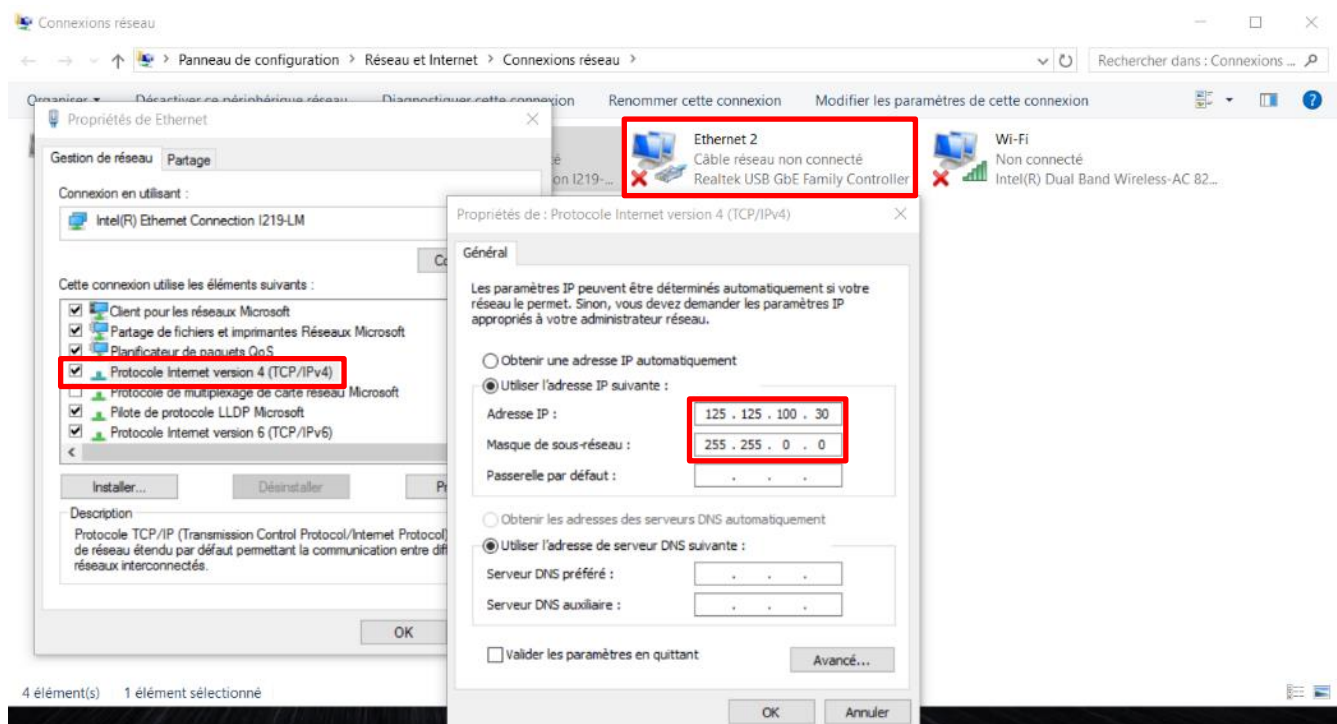 Connexions réseau
Panneau de configuration > Réseau et Internet > Connexions réseau >
Rechercher dans : Connexions ...
Organiser Désactiver ce périphérique réseau Diagnostiquer cette connexion Renommer cette connexion Modifier les paramètres de cette connexion
Propriétés de Ethernet
Gestion de réseau Partage
Connexion en utilisant :
Intel(R) Ethernet Connection I219-LM
Cette connexion utilise les éléments suivants :
Client pour les réseaux Microsoft
Partage de fichiers et imprimantes Réseaux Microsoft
Planificateur de paquets QoS
Protocole Internet version 4 (TCP/IPv4)
Protocole de multiplexage de carte réseau Microsoft
Pilote de protocole LLDP Microsoft
Protocole Internet version 6 (TCP/IPv6)
Installer... Désinstaller
Description
Protocole TCP/IP (Transmission Control Protocol/Internet Protocol)
de réseau étendu par défaut permettant la communication entre
réseaux interconnectés.
OK
on I219-...
Ethernet 2
Câble réseau non connecté
Realtek USB GbE Family Controller
Wi-Fi
Non connecté
Intel(R) Dual Band Wireless-AC 82...
Propriétés de : Protocole Internet version 4 (TCP/IPv4)
Général
Les paramètres IP peuvent être déterminés automatiquement si votre
réseau le permet. Sinon, vous devez demander les paramètres IP
appropriés à votre administrateur réseau.
Obtenir une adresse IP automatiquement
Utiliser l'adresse IP suivante :
Adresse IP : 125 . 125 . 100 . 30
Masque de sous-réseau : 255 . 255 . 0 . 0
Passerelle par défaut : . . .
Obtenir les adresses des serveurs DNS automatiquement
Utiliser l'adresse de serveur DNS suivante :
Serveur DNS préféré : . . .
Serveur DNS auxiliaire : . . .
Valider les paramètres en quittant
Avancé...
OK Annuler
4 élément(s) 1 élément sélectionné